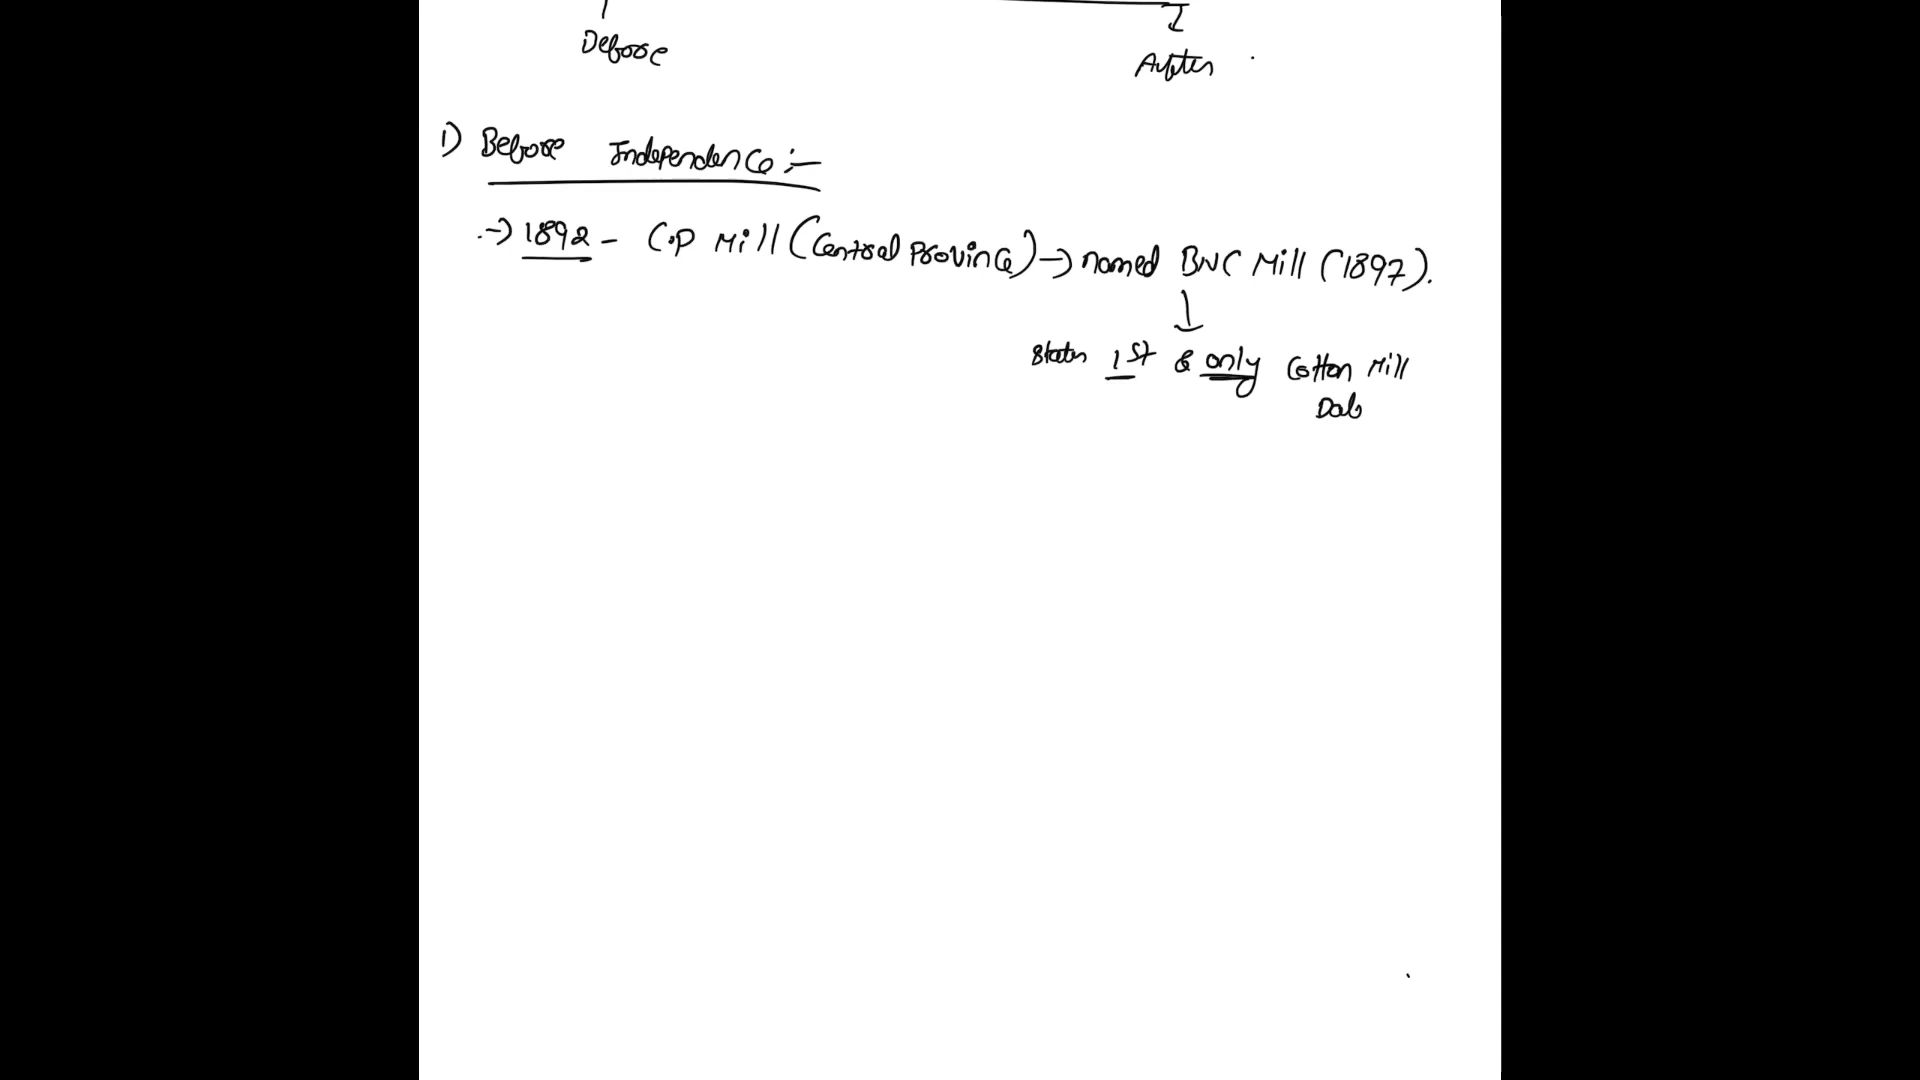 Before
After
1) Before Independence :-
→ 1892 - C.P Mill (Central Province) → named BNC Mill (1897).
States 1st & only Cotton Mill